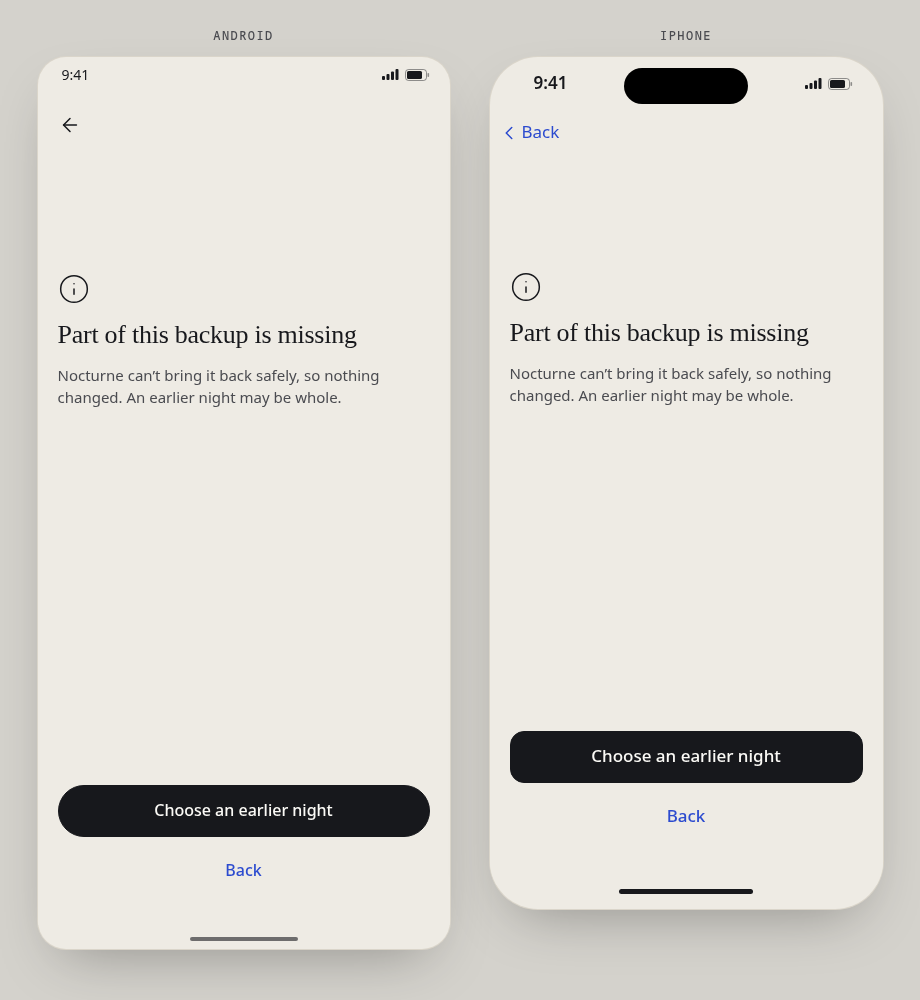 ANDROID
9:41
Part of this backup is missing
Nocturne can’t bring it back safely, so nothing
changed. An earlier night may be whole.
Choose an earlier night
Back
IPHONE
9:41
Back
Part of this backup is missing
Nocturne can’t bring it back safely, so nothing
changed. An earlier night may be whole.
Choose an earlier night
Back